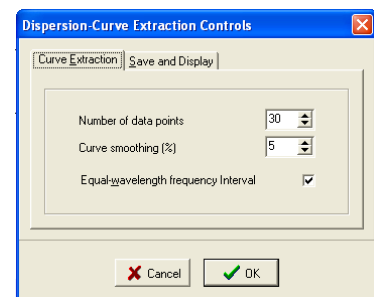 Dispersion-Curve Extraction Controls
Curve Extraction Save and Display
Number of data points 30
Curve smoothing (%) 5
Equal-wavelength frequency Interval
Cancel OK